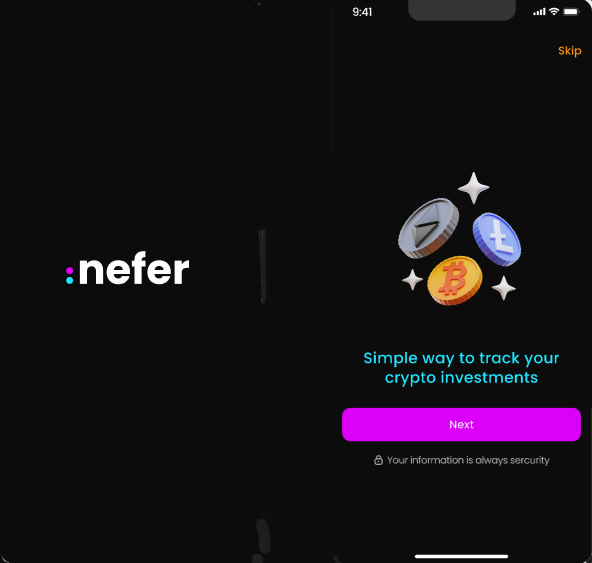 :nefer
9:41
Skip
Simple way to track your
crypto investments
Next
Your information is always sercurity